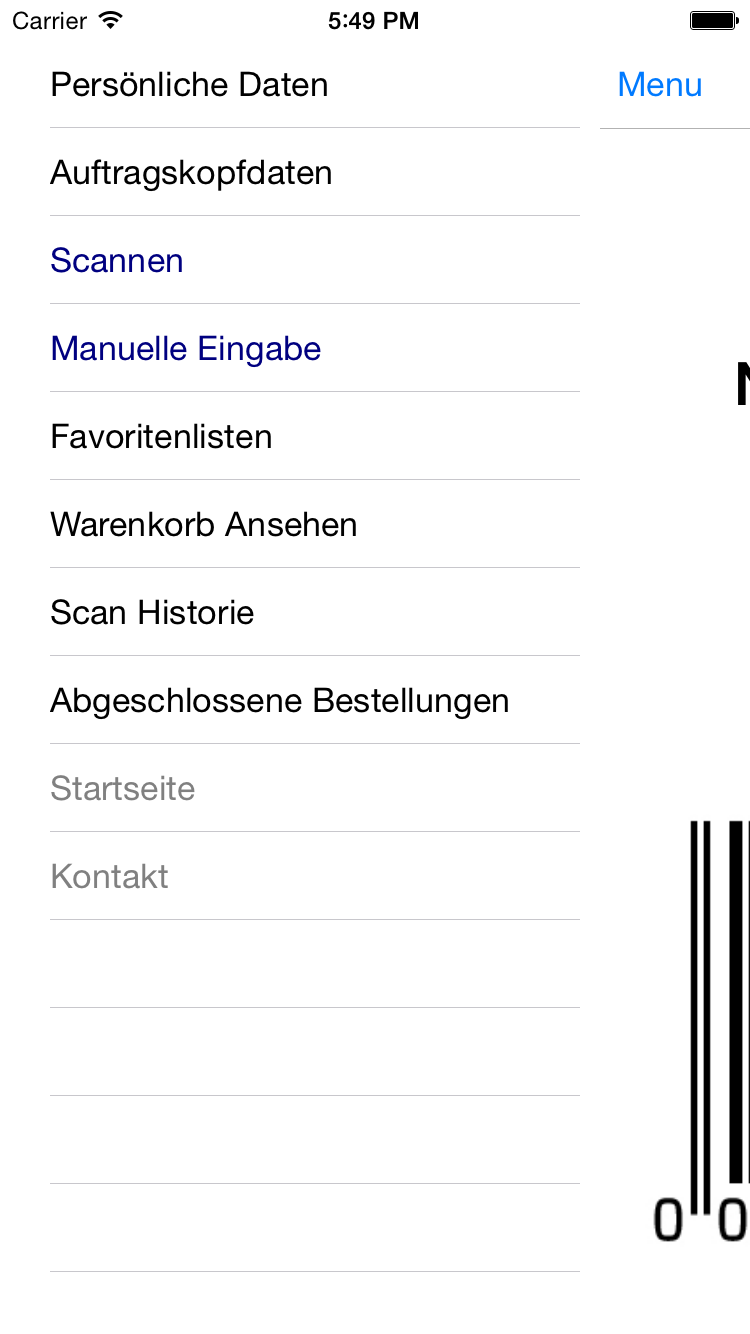 Carrier 5:49 PM
Persönliche Daten
Menu
Auftragskopfdaten
Scannen
Manuelle Eingabe
Favoritenlisten
Warenkorb Ansehen
Scan Historie
Abgeschlossene Bestellungen
Startseite
Kontakt
0 0